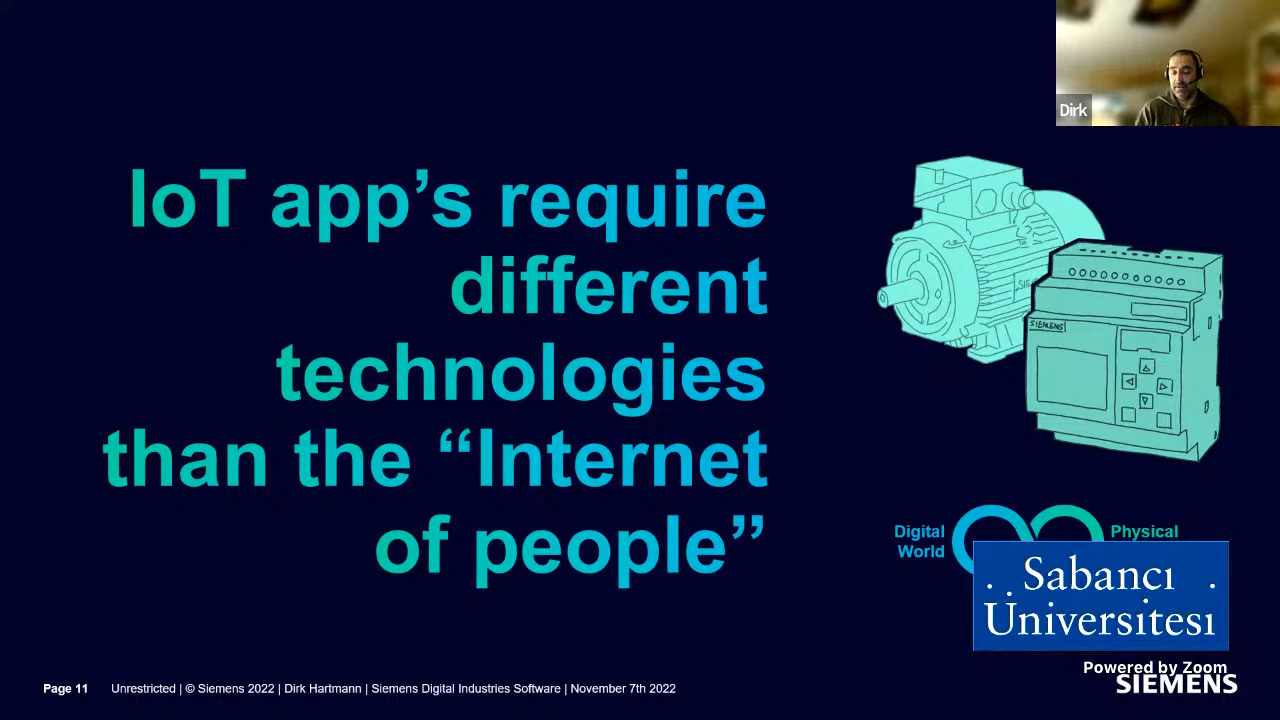 Dirk
IoT app’s require
different
technologies
than the “Internet
of people”
SIEMENS
SIEMENS
Digital
World
Physical
Sabancı
Üniversitesi
Powered by Zoom
SIEMENS
Page 11 Unrestricted | © Siemens 2022 | Dirk Hartmann | Siemens Digital Industries Software | November 7th 2022